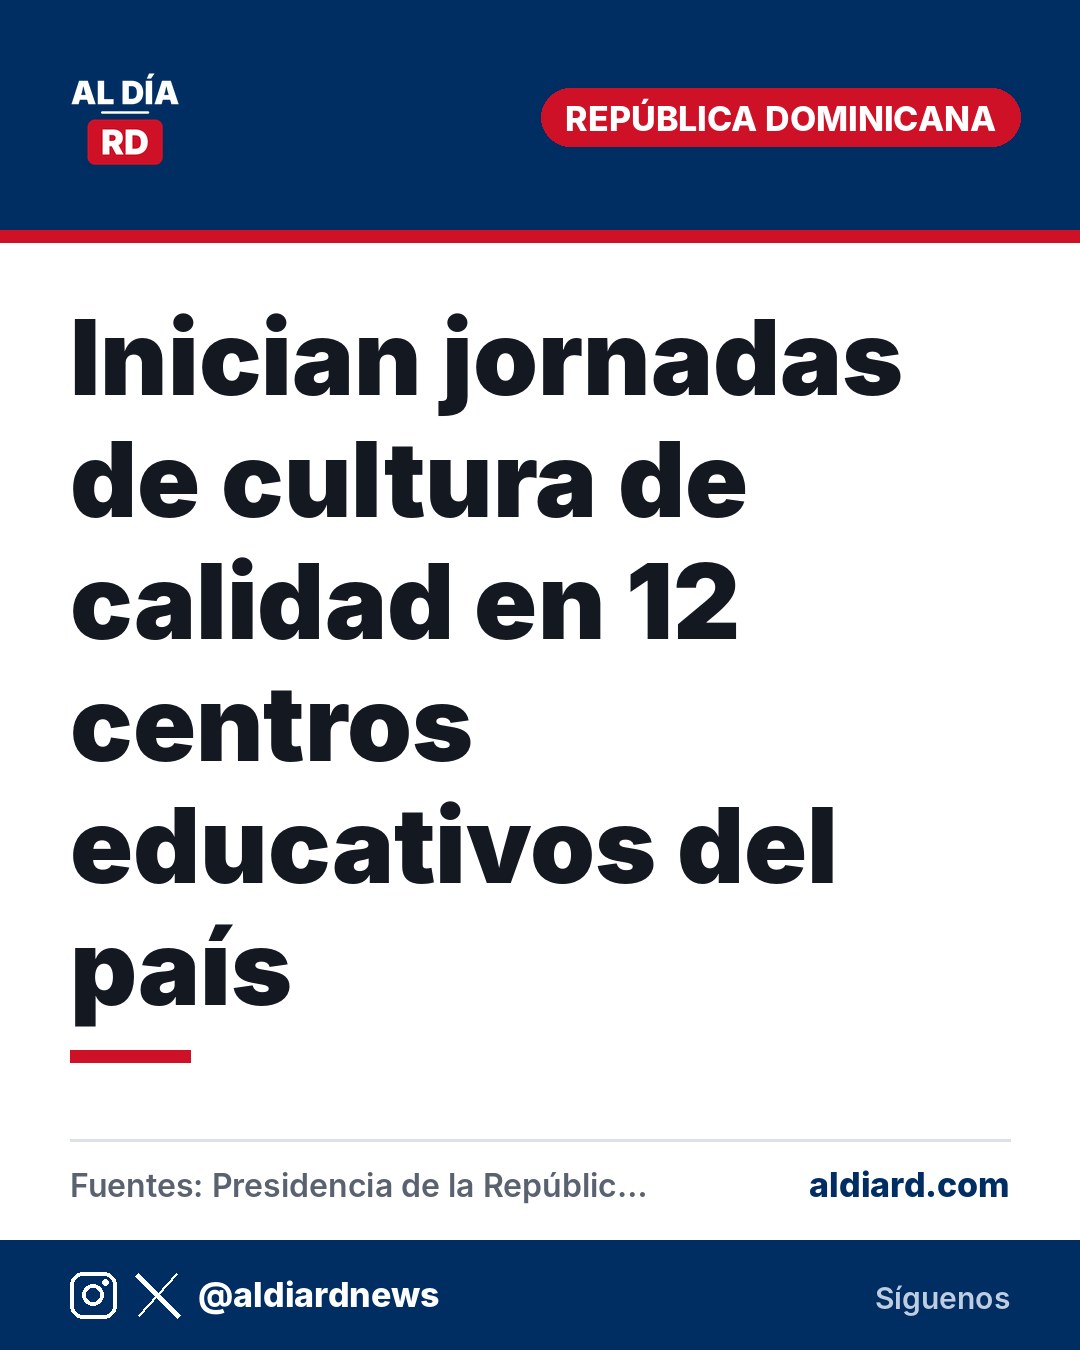 AL DÍA
RD
REPÚBLICA DOMINICANA
Inician jornadas
de cultura de
calidad en 12
centros
educativos del
país
Fuentes: Presidencia de la Repúblic...
aldiard.com
@aldiardnews
Síguenos